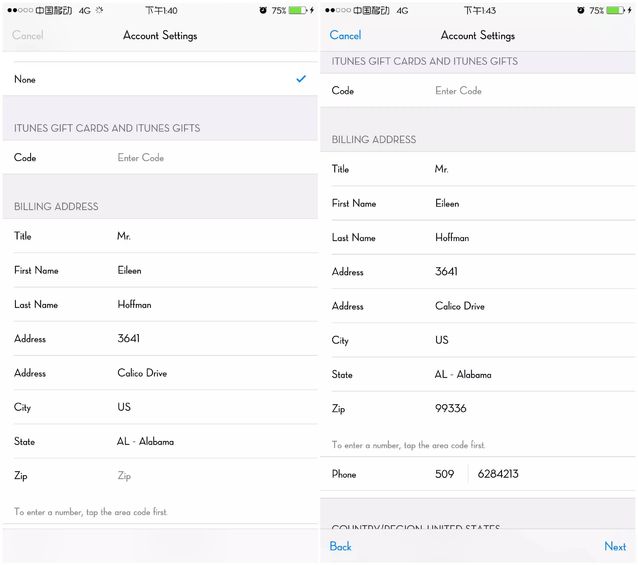 中国移动 4G 下午1:40 75%
Cancel Account Settings
None
ITUNES GIFT CARDS AND ITUNES GIFTS
Code Enter Code
BILLING ADDRESS
Title Mr.
First Name Eileen
Last Name Hoffman
Address 3641
Address Calico Drive
City US
State AL - Alabama
Zip Zip
To enter a number, tap the area code first.
中国移动 4G 下午1:43 75%
Cancel Account Settings
ITUNES GIFT CARDS AND ITUNES GIFTS
Code Enter Code
BILLING ADDRESS
Title Mr.
First Name Eileen
Last Name Hoffman
Address 3641
Address Calico Drive
City US
State AL - Alabama
Zip 99336
To enter a number, tap the area code first.
Phone 509 6284213
COUNTRY/REGION: UNITED STATES
Back Next